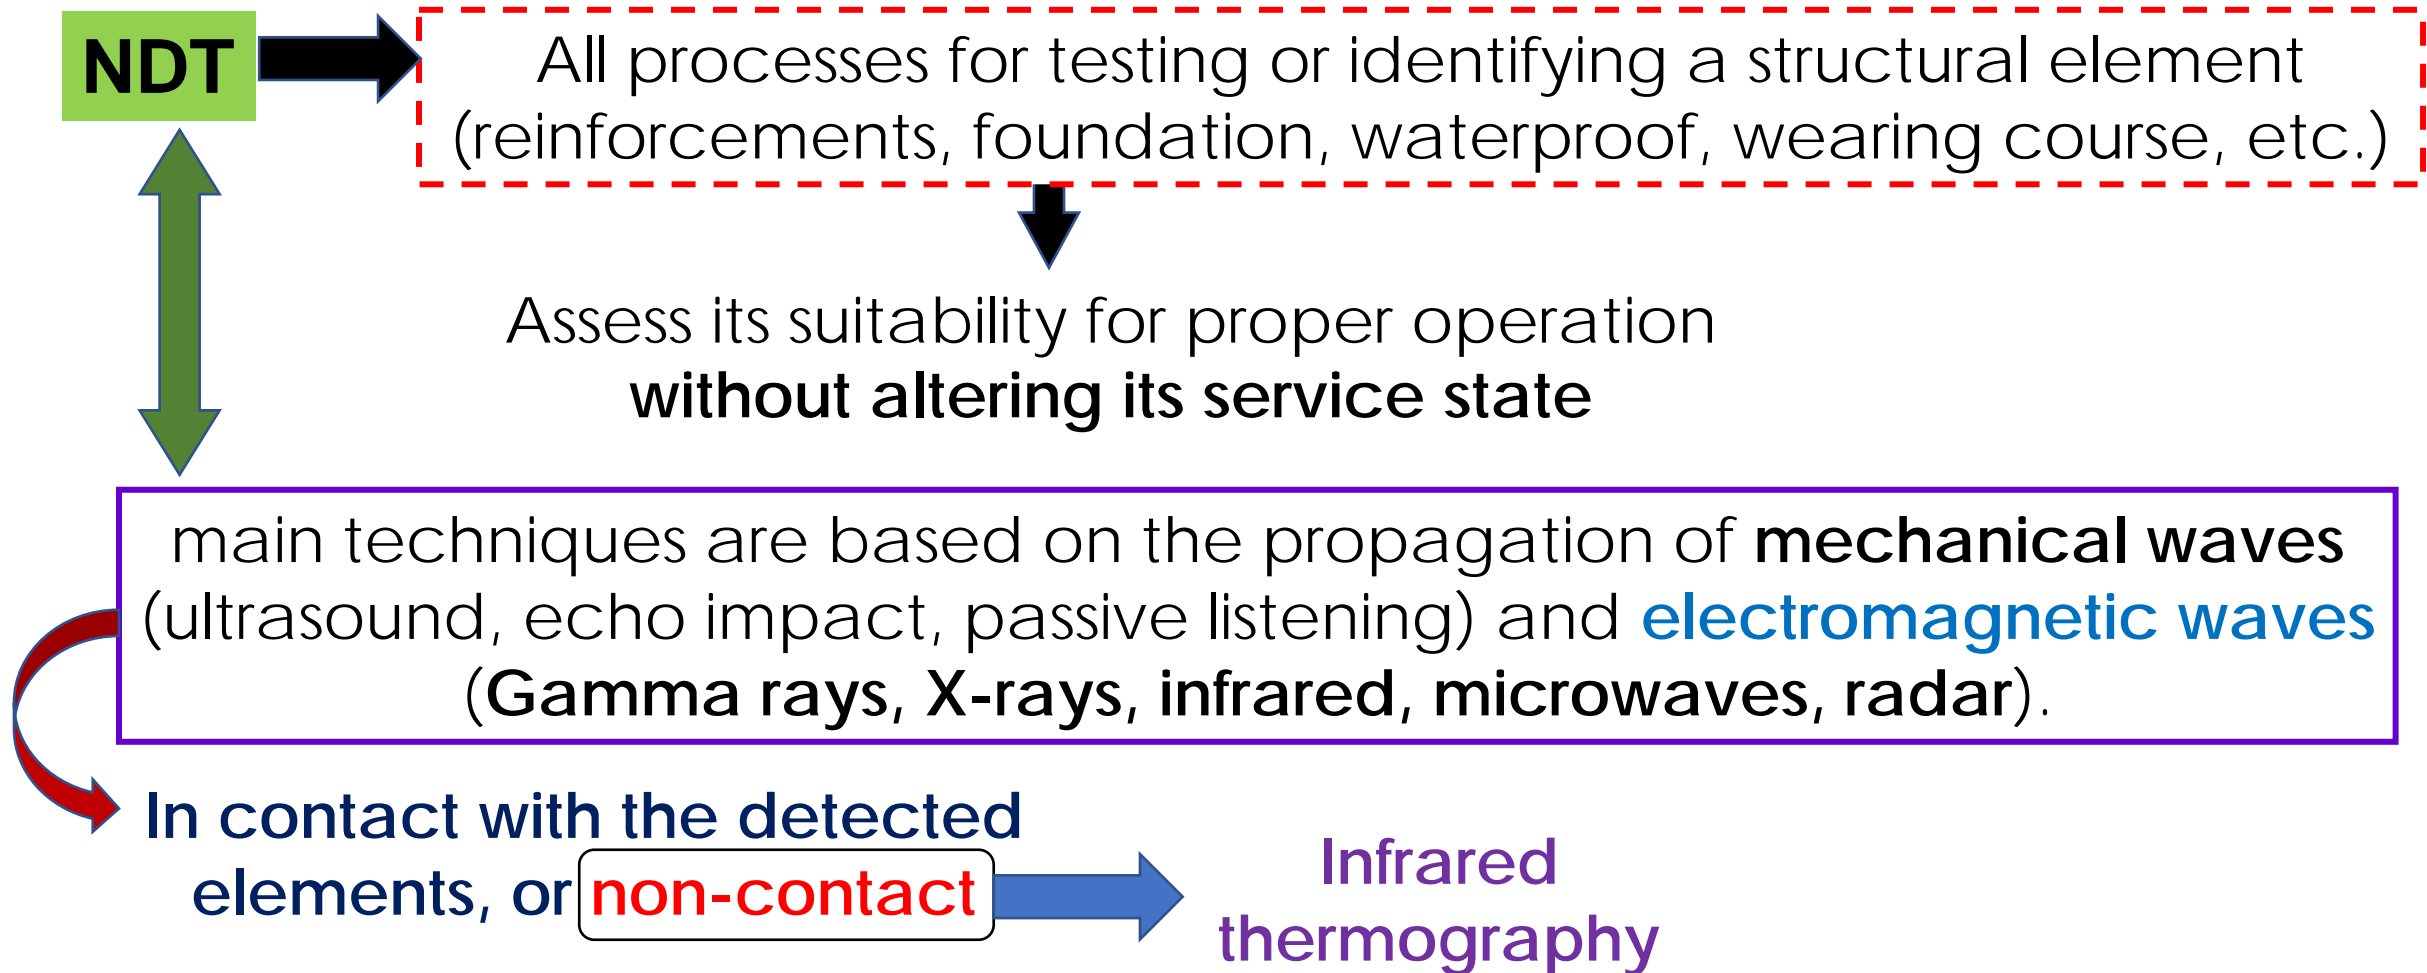 NDT
All processes for testing or identifying a structural element
(reinforcements, foundation, waterproof, wearing course, etc.)
Assess its suitability for proper operation
without altering its service state
main techniques are based on the propagation of mechanical waves
(ultrasound, echo impact, passive listening) and electromagnetic waves
(Gamma rays, X-rays, infrared, microwaves, radar).
In contact with the detected
elements, or non-contact
Infrared
thermography